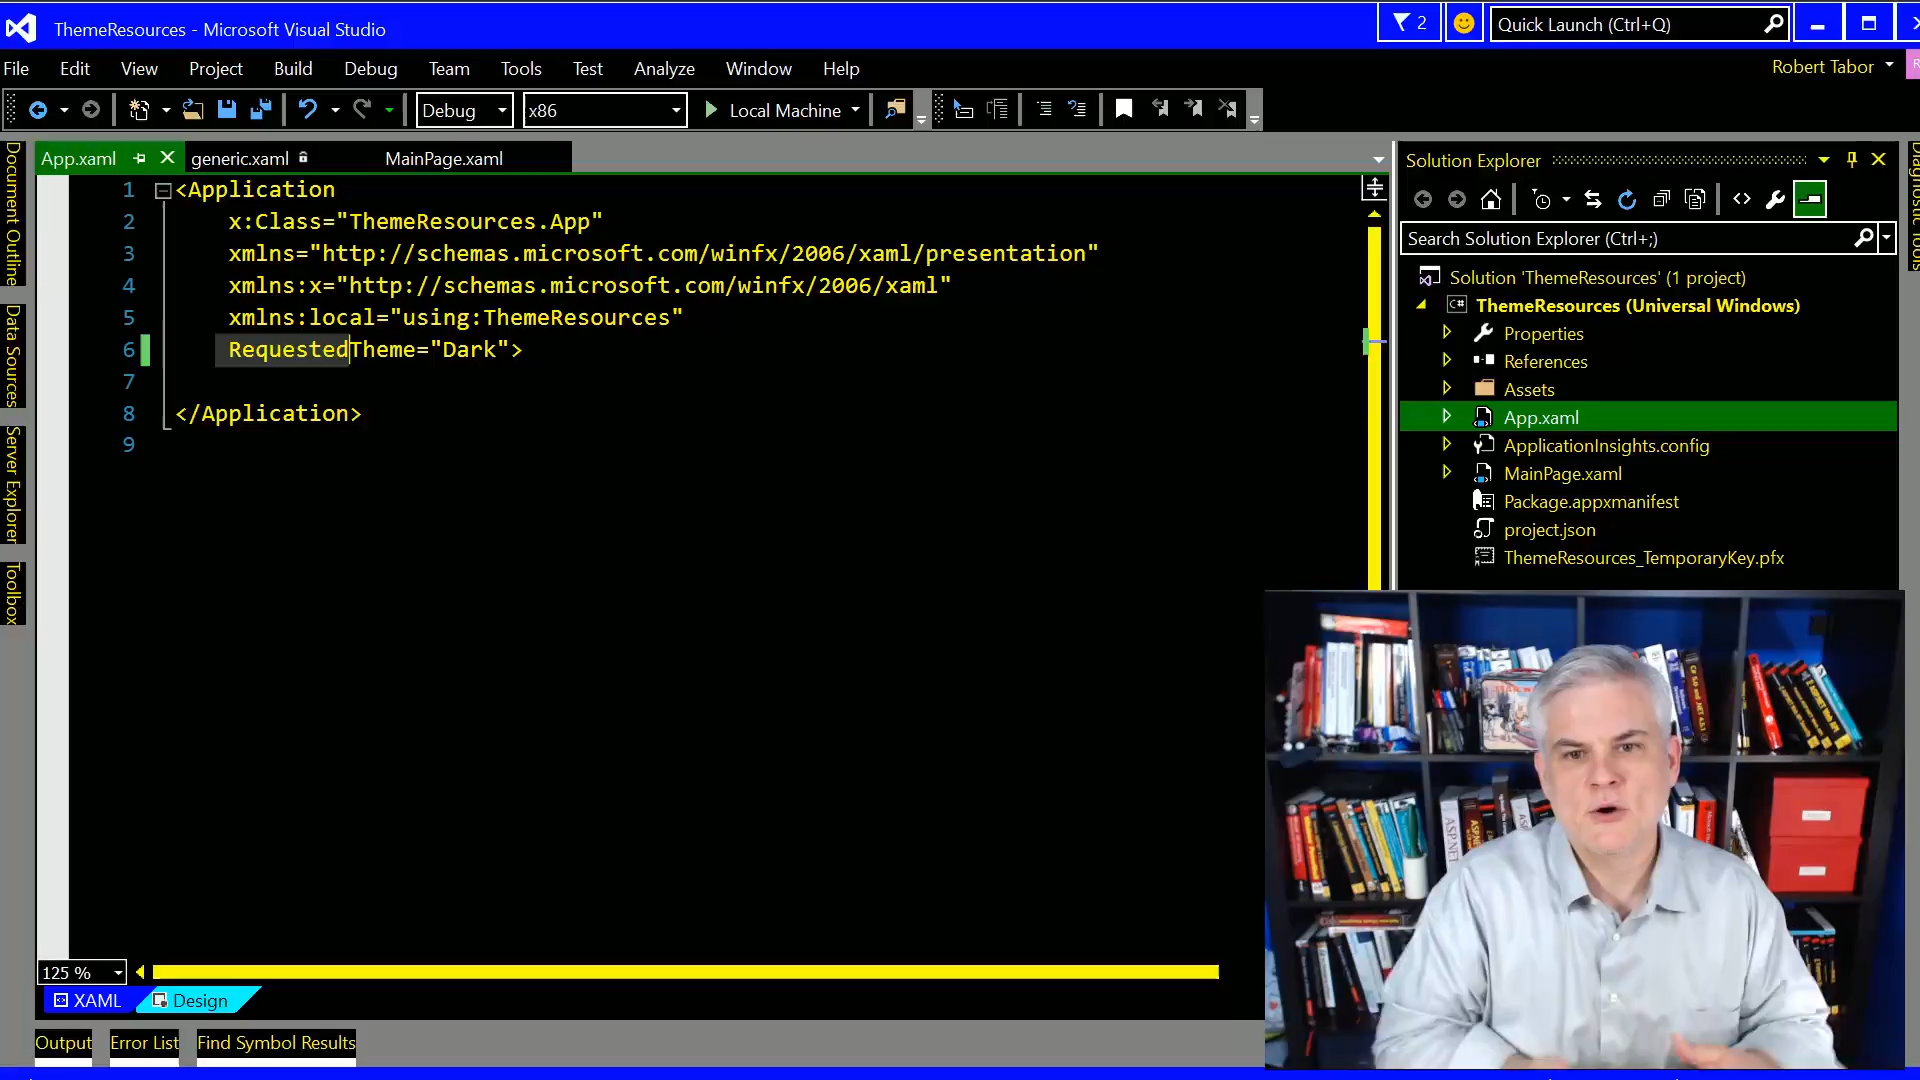 ThemeResources - Microsoft Visual Studio
2
Quick Launch (Ctrl+Q)
File Edit View Project Build Debug Team Tools Test Analyze Window Help
Robert Tabor
R
Debug x86 Local Machine
App.xaml generic.xaml MainPage.xaml
Document Outline
Data Sources
Server Explorer
Toolbox
1 <Application
2 x:Class="ThemeResources.App"
3 xmlns="http://schemas.microsoft.com/winfx/2006/xaml/presentation"
4 xmlns:x="http://schemas.microsoft.com/winfx/2006/xaml"
5 xmlns:local="using:ThemeResources"
6 RequestedTheme="Dark">
7
8 </Application>
9
125 %
XAML Design
Output Error List Find Symbol Results
Solution Explorer
Search Solution Explorer (Ctrl+;)
Solution 'ThemeResources' (1 project)
C# ThemeResources (Universal Windows)
Properties
References
Assets
App.xaml
ApplicationInsights.config
MainPage.xaml
Package.appxmanifest
project.json
ThemeResources_TemporaryKey.pfx
Diagnostic Tools
ASP.NET